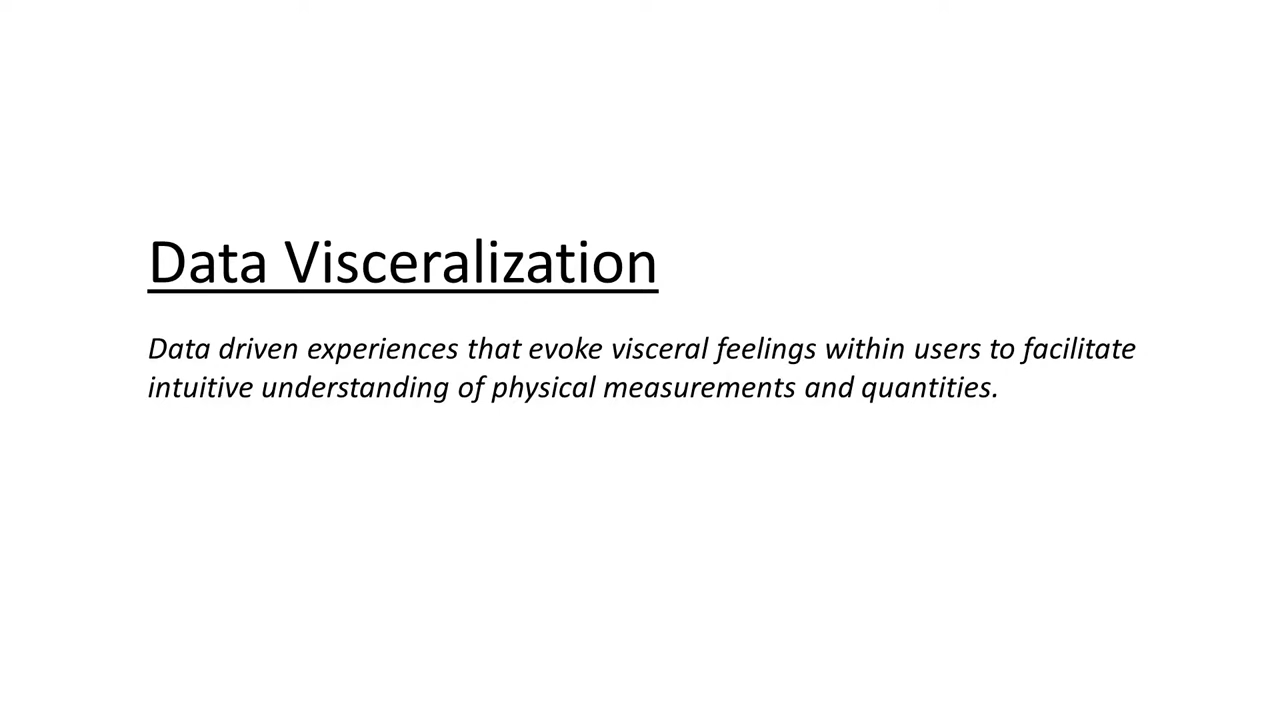 Data Visceralization
Data driven experiences that evoke visceral feelings within users to facilitate
intuitive understanding of physical measurements and quantities.